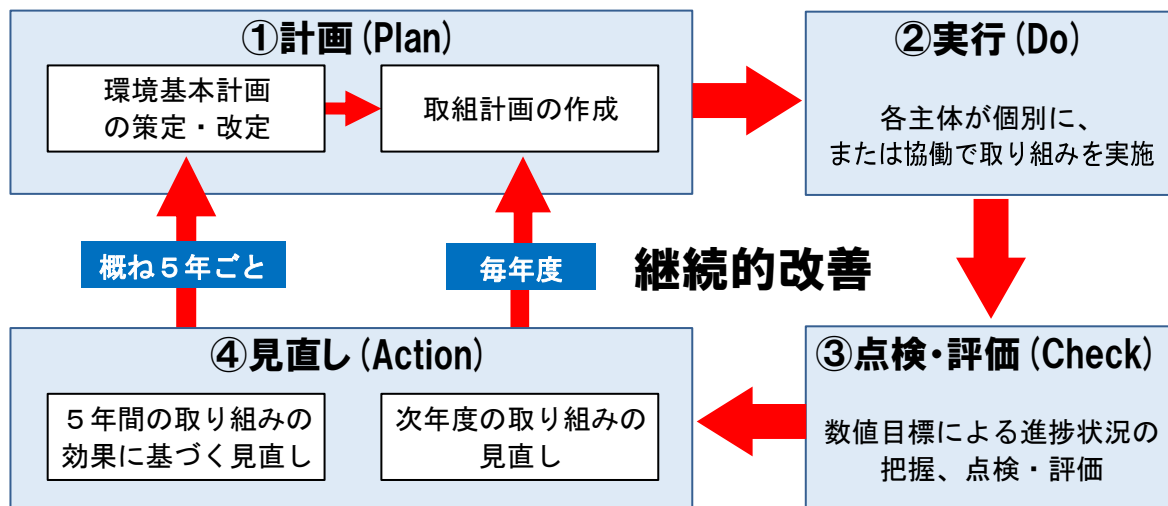 ①計画(Plan)
環境基本計画
の策定・改定
取組計画の作成
②実行(Do)
各主体が個別に、
または協働で取り組みを実施
概ね５年ごと
毎年度
継続的改善
③点検・評価(Check)
数値目標による進捗状況の
把握、点検・評価
④見直し(Action)
５年間の取り組みの
効果に基づく見直し
次年度の取り組みの
見直し